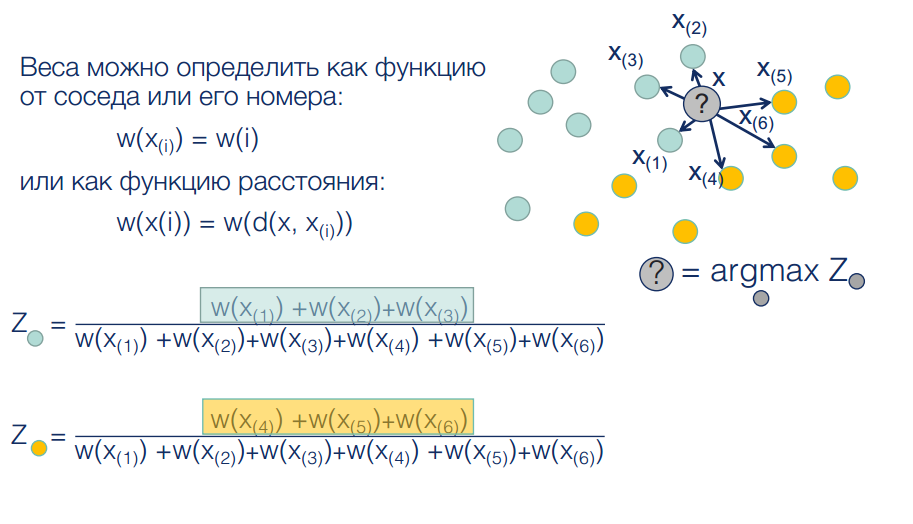 Веса можно определить как функцию
от соседа или его номера:
w(x(i)) = w(i)
или как функцию расстояния:
w(x(i)) = w(d(x, x(i)))
x(2)
x(3)
x
x(5)
?
x(6)
x(1)
x(4)
? = argmax Z
w(x(1)) +w(x(2))+w(x(3))
Z =
w(x(1)) +w(x(2))+w(x(3))+w(x(4)) +w(x(5))+w(x(6))
w(x(4)) +w(x(5))+w(x(6))
Z =
w(x(1)) +w(x(2))+w(x(3))+w(x(4)) +w(x(5))+w(x(6))